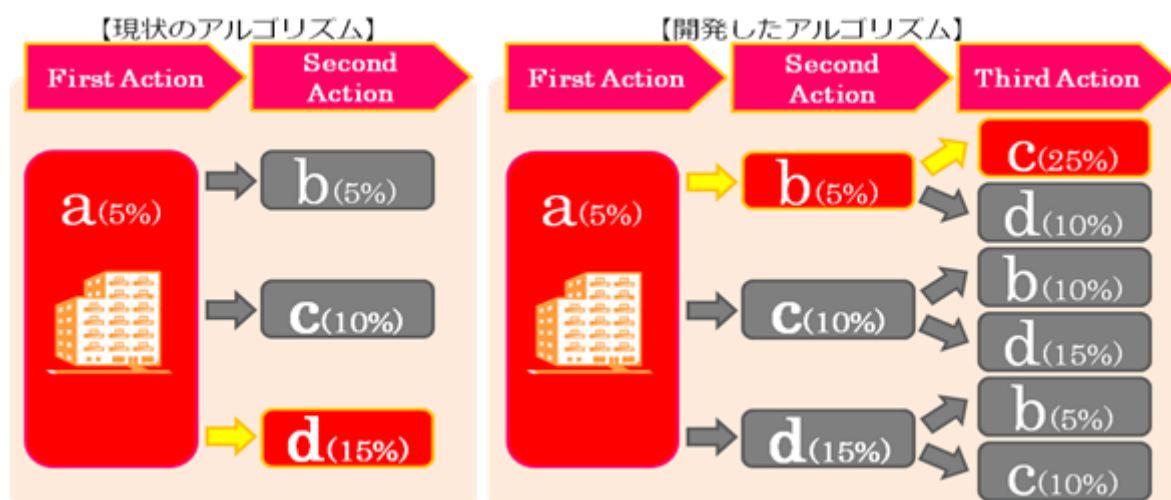 【現状のアルゴリズム】
First Action
Second
Action
a(5%)
b(5%)
c(10%)
d(15%)
【開発したアルゴリズム】
First Action
Second
Action
Third Action
a(5%)
b(5%)
c(10%)
d(15%)
c(25%)
d(10%)
b(10%)
d(15%)
b(5%)
c(10%)